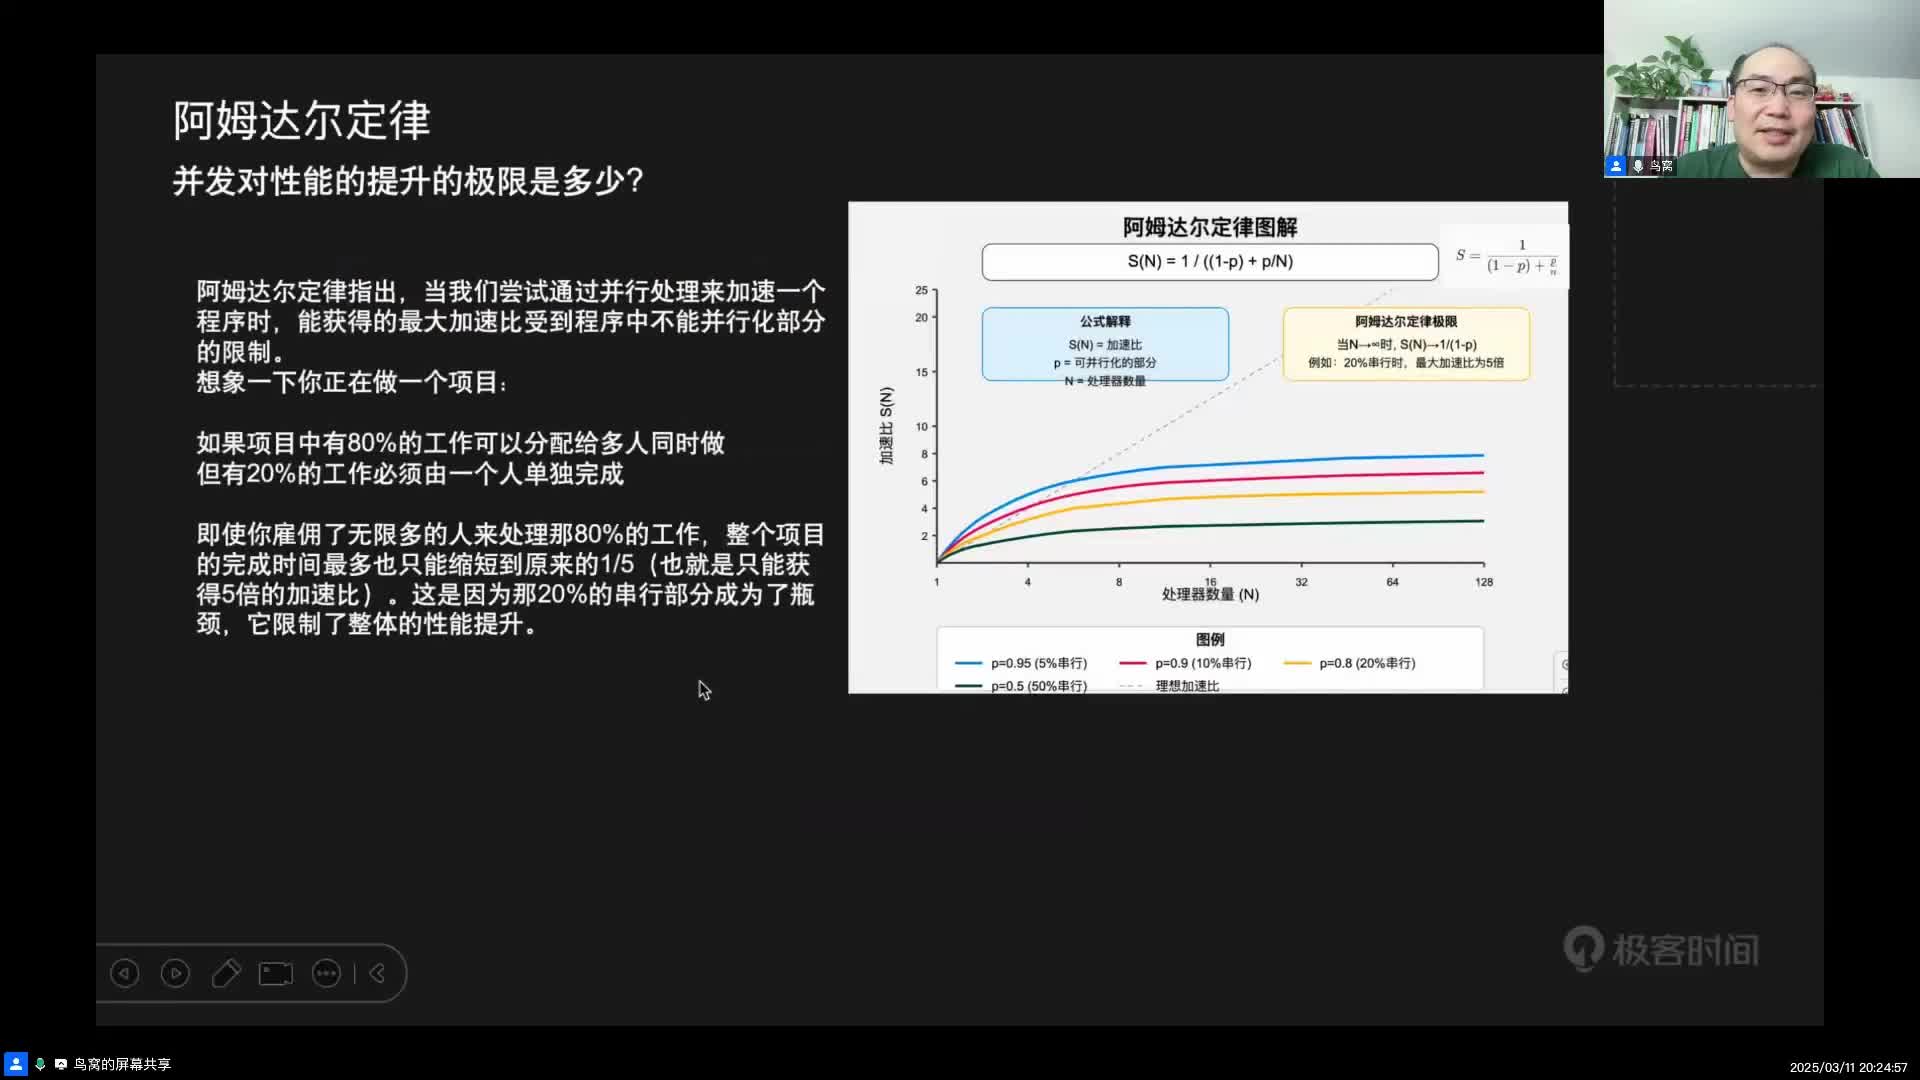 阿姆达尔定律
并发对性能的提升的极限是多少?
阿姆达尔定律指出，当我们尝试通过并行处理来加速一个
程序时，能获得的最大加速比受到程序中不能并行化部分
的限制。
想象一下你正在做一个项目：
如果项目中有80%的工作可以分配给多人同时做
但有20%的工作必须由一个人单独完成
即使你雇佣了无限多的人来处理那80%的工作，整个项目
的完成时间最多也只能缩短到原来的1/5（也就是只能获
得5倍的加速比）。这是因为那20%的串行部分成为了瓶
颈，它限制了整体的性能提升。
阿姆达尔定律图解
S(N) = 1 / ((1-p) + p/N)
S = 1 / ((1 − p) + p/n)
公式解释
S(N) = 加速比
p = 可并行化的部分
N = 处理器数量
阿姆达尔定律极限
当N→∞时, S(N)→1/(1-p)
例如：20%串行时，最大加速比为5倍
加速比 S(N)
25
20
15
10
8
6
4
2
1 4 8 16 32 64 128
处理器数量 (N)
图例
p=0.95 (5%串行) p=0.9 (10%串行) p=0.8 (20%串行)
p=0.5 (50%串行) 理想加速比
鸟窝
极客时间
鸟窝的屏幕共享
2025/03/11 20:24:57